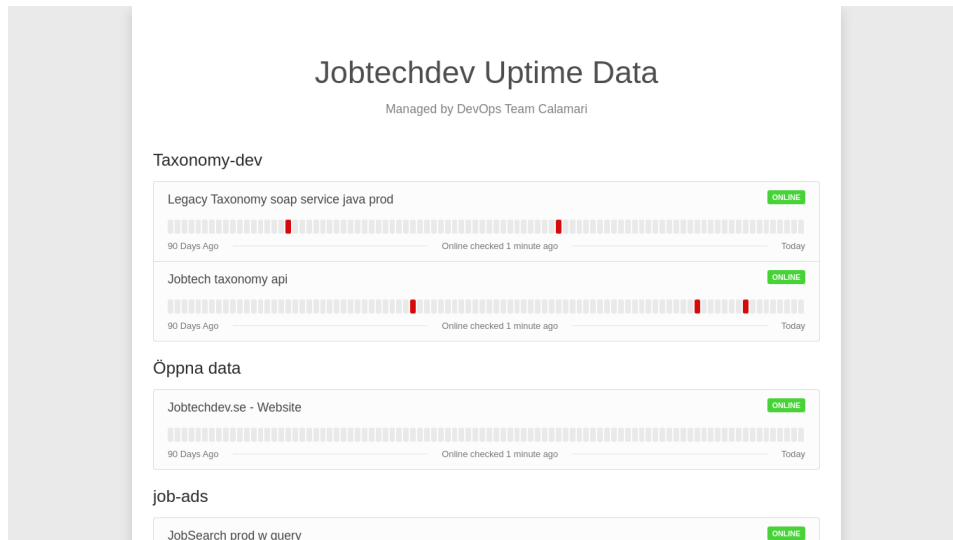 Jobtechdev Uptime Data
Managed by DevOps Team Calamari
Taxonomy-dev
Legacy Taxonomy soap service java prod ONLINE
90 Days Ago Online checked 1 minute ago Today
Jobtech taxonomy api ONLINE
90 Days Ago Online checked 1 minute ago Today
Öppna data
Jobtechdev.se - Website ONLINE
90 Days Ago Online checked 1 minute ago Today
job-ads
JobSearch prod w query ONLINE